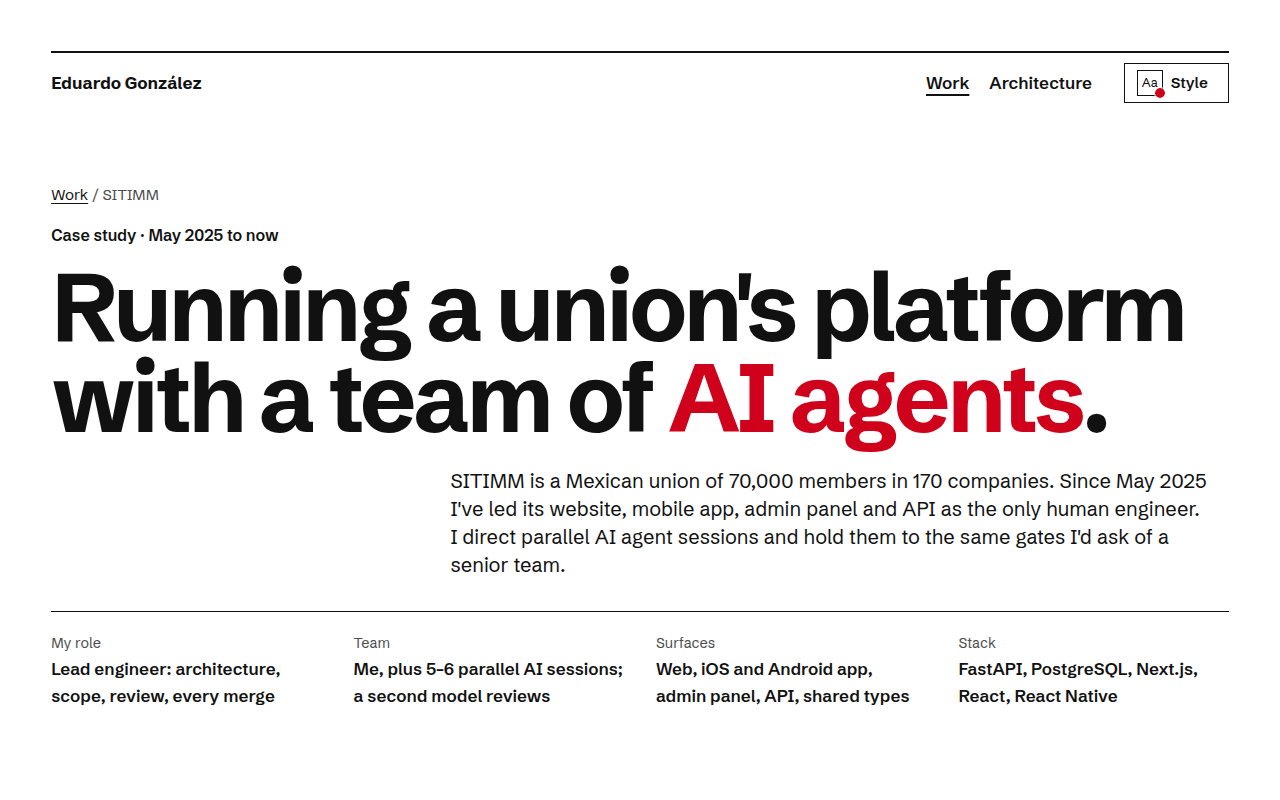 Eduardo González
Work
Architecture
Aa
Style
Work / SITIMM
Case study · May 2025 to now
Running a union's platform
with a team of AI agents.
SITIMM is a Mexican union of 70,000 members in 170 companies. Since May 2025
I've led its website, mobile app, admin panel and API as the only human engineer.
I direct parallel AI agent sessions and hold them to the same gates I'd ask of a
senior team.
My role
Lead engineer: architecture,
scope, review, every merge
Team
Me, plus 5–6 parallel AI sessions;
a second model reviews
Surfaces
Web, iOS and Android app,
admin panel, API, shared types
Stack
FastAPI, PostgreSQL, Next.js,
React, React Native